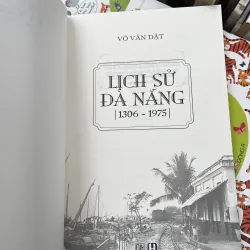 VÕ VĂN DẬT
LỊCH SỬ
ĐÀ NẴNG
|1306 - 1975|